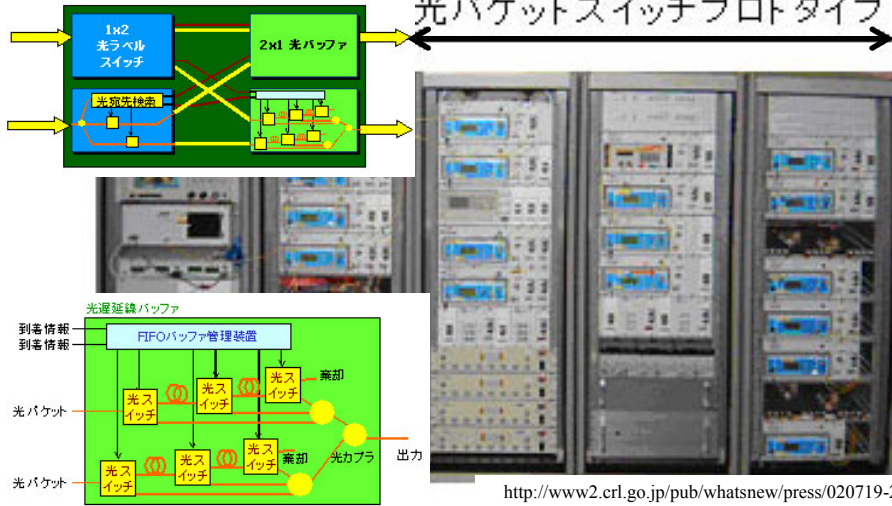 光パケットスイッチプロトタイプ
1x2
光ラベル
スイッチ
2x1 光バッファ
光宛先検索
光遅延線バッファ
到着情報
到着情報
FIFOバッファ管理装置
光ス
イッチ
光ス
イッチ
光ス
イッチ
棄却
光パケット
光ス
イッチ
光ス
イッチ
光ス
イッチ
棄却
光カプラ
出力
光パケット
http://www2.crl.go.jp/pub/whatsnew/press/020719-2